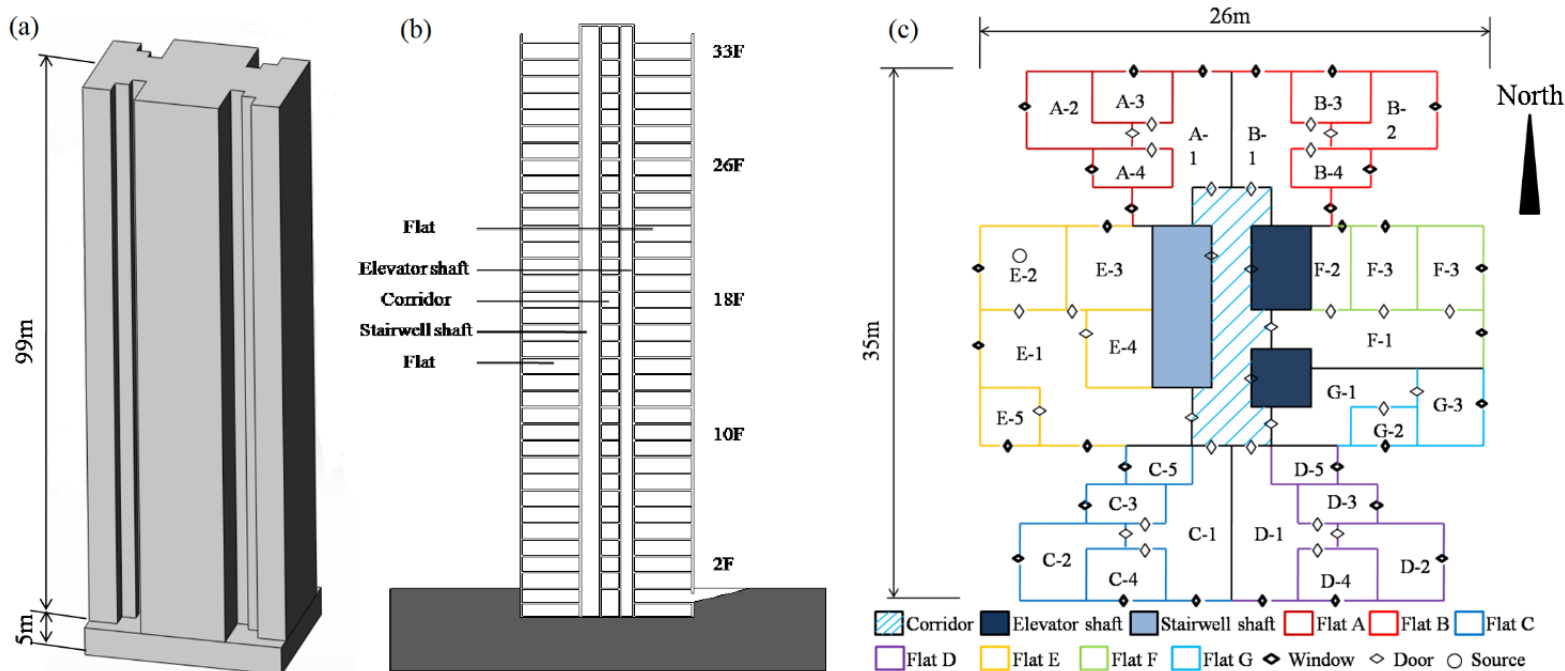 (a)
99m
5m
(b)
33F
26F
18F
10F
2F
Flat
Elevator shaft
Corridor
Stairwell shaft
Flat
(c)
26m
35m
North
A-2
A-3
A-1
A-4
B-1
B-3
B-2
B-4
E-2
E-3
E-1
E-4
E-5
F-2
F-3
F-3
F-1
G-1
G-2
G-3
C-5
C-3
C-1
C-2
C-4
D-5
D-3
D-1
D-2
D-4
Corridor Elevator shaft Stairwell shaft Flat A Flat B Flat C
Flat D Flat E Flat F Flat G Window Door Source